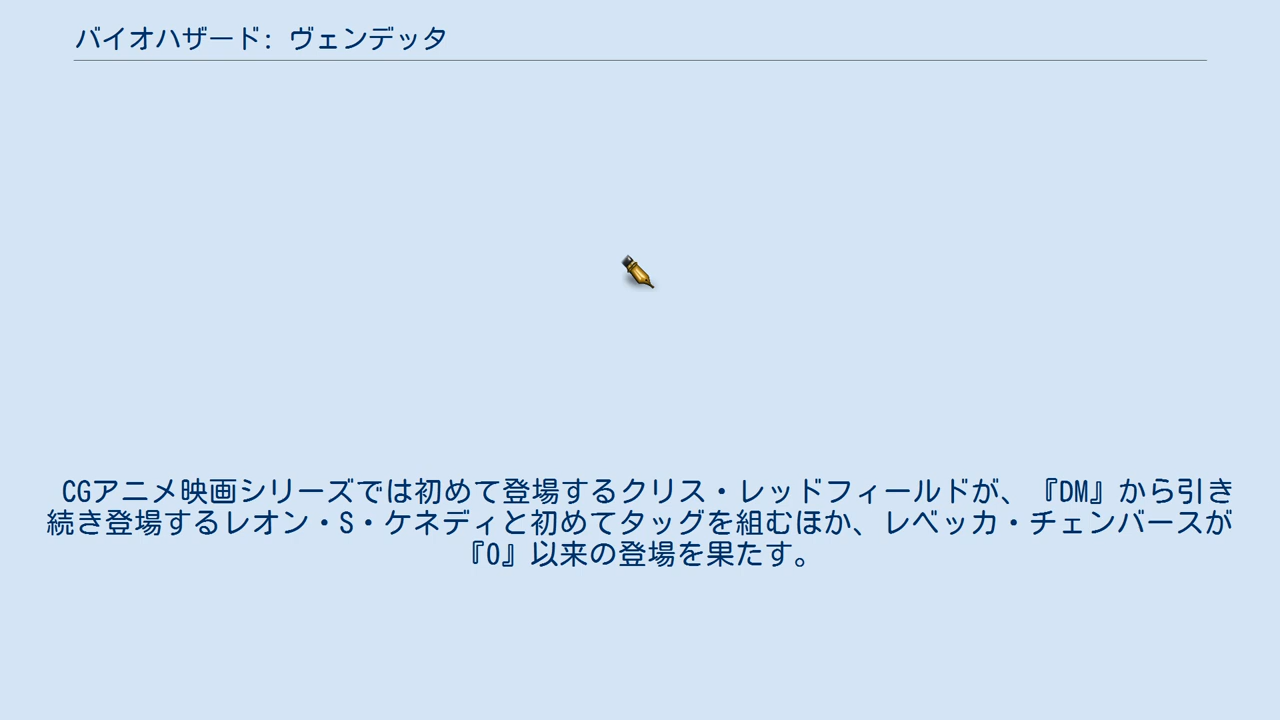 バイオハザード: ヴェンデッタ
CGアニメ映画シリーズでは初めて登場するクリス・レッドフィールドが、『DM』から引き
続き登場するレオン・S・ケネディと初めてタッグを組むほか、レベッカ・チェンバースが
『0』以来の登場を果たす。